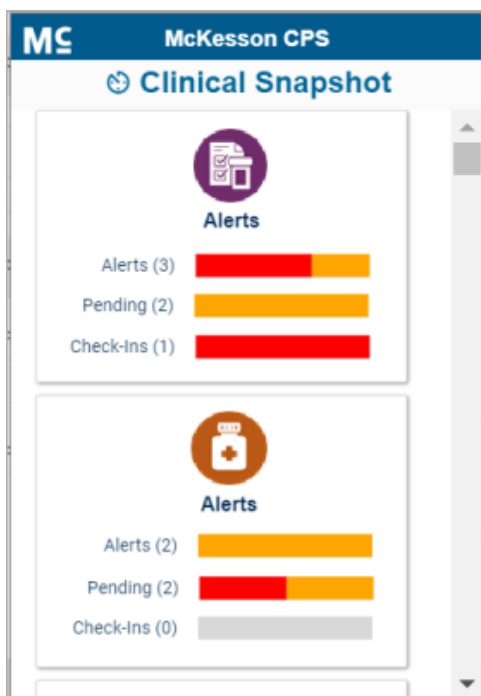 Mc McKesson CPS
Clinical Snapshot
Alerts
Alerts (3)
Pending (2)
Check-Ins (1)
Alerts
Alerts (2)
Pending (2)
Check-Ins (0)